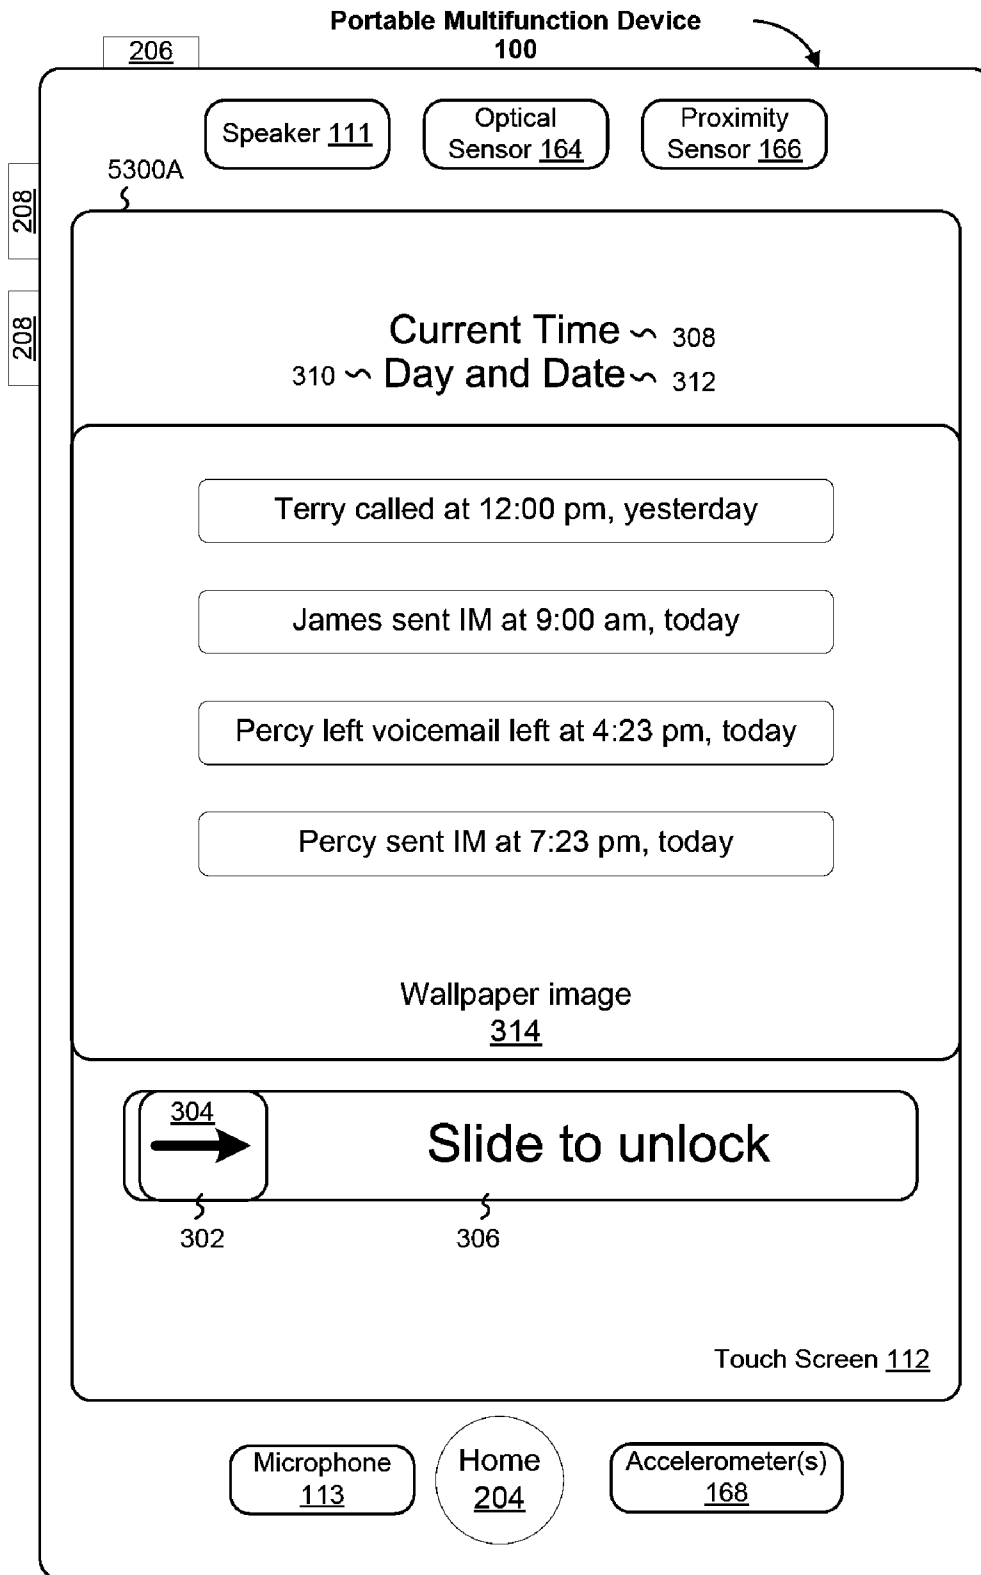 Portable Multifunction Device
100
206
Speaker 111
Optical
Sensor 164
Proximity
Sensor 166
5300A
208
208
Current Time 308
310 Day and Date 312
Terry called at 12:00 pm, yesterday
James sent IM at 9:00 am, today
Percy left voicemail left at 4:23 pm, today
Percy sent IM at 7:23 pm, today
Wallpaper image
314
304
Slide to unlock
302
306
Touch Screen 112
Microphone
113
Home
204
Accelerometer(s)
168